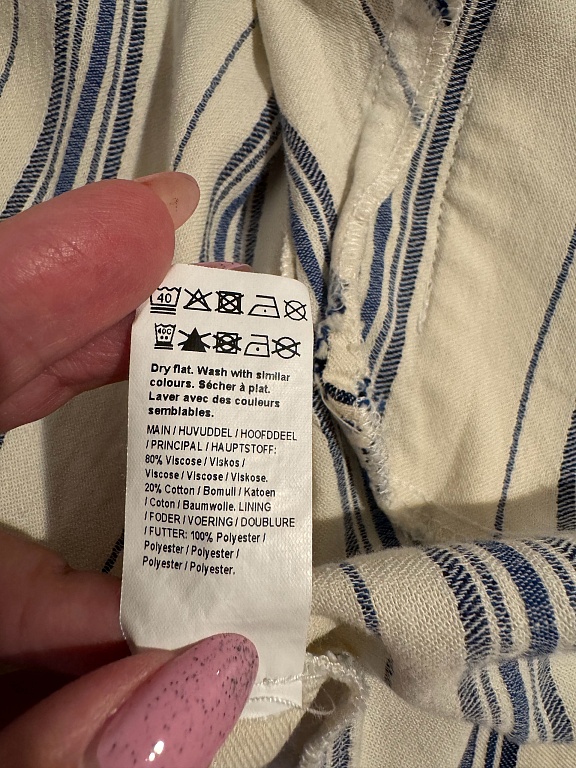 40
40C
Dry flat. Wash with similar
colours. Sécher à plat.
Laver avec des couleurs
semblables.
MAIN / HUVUDDEL / HOOFDDEEL
/ PRINCIPAL / HAUPTSTOFF:
80% Viscose / Viskos /
Viscose / Viscose / Viskose.
20% Cotton / Bomull / Katoen
/ Coton / Baumwolle. LINING
/ FODER / VOERING / DOUBLURE
/ FUTTER: 100% Polyester /
Polyester / Polyester /
Polyester / Polyester.